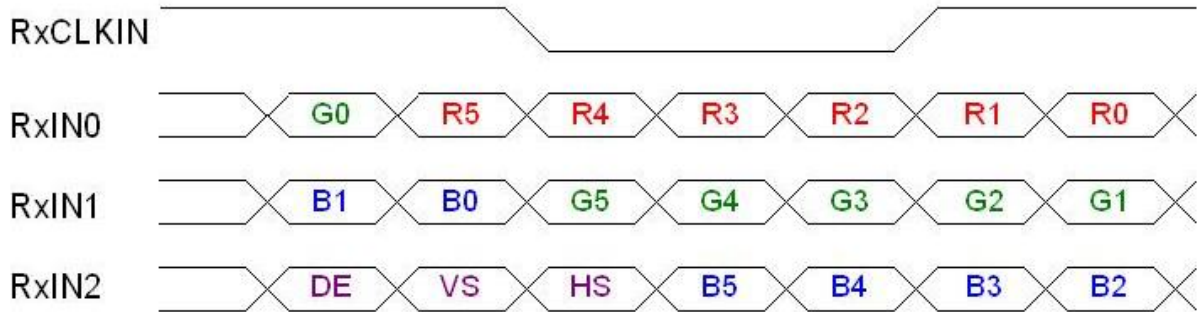 RxCLKIN
RxIN0 G0 R5 R4 R3 R2 R1 R0
RxIN1 B1 B0 G5 G4 G3 G2 G1
RxIN2 DE VS HS B5 B4 B3 B2